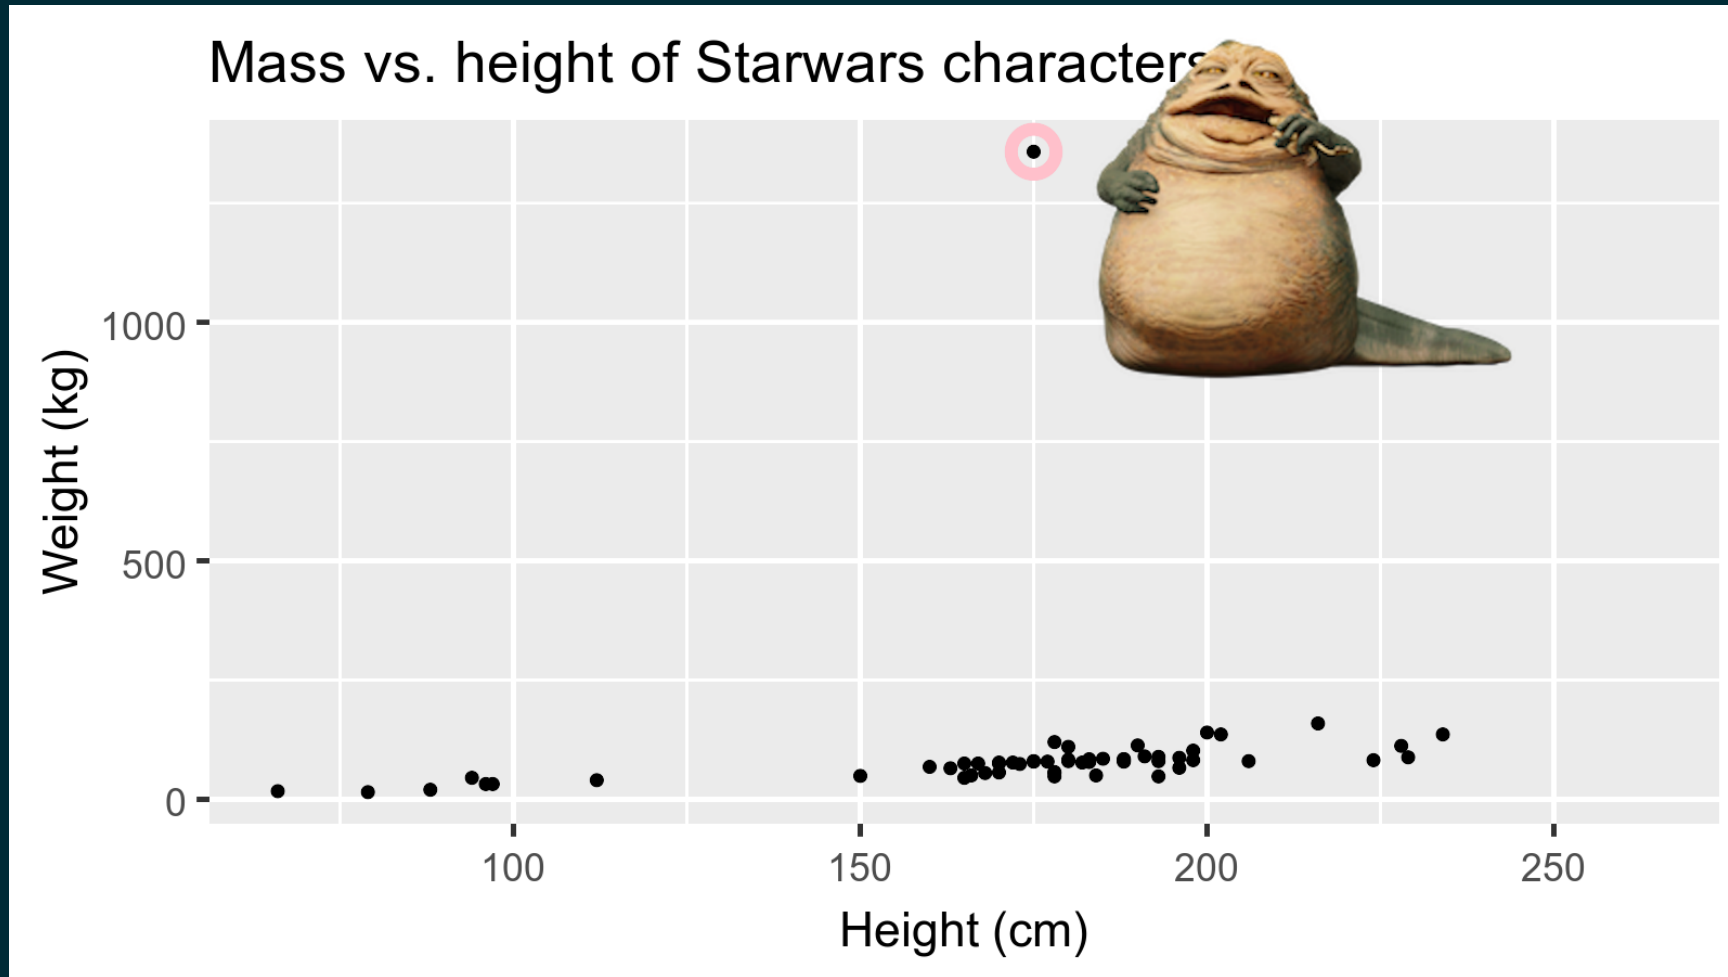 Mass vs. height of Starwars characters
Weight (kg)
1000
500
0
100 150 200 250
Height (cm)